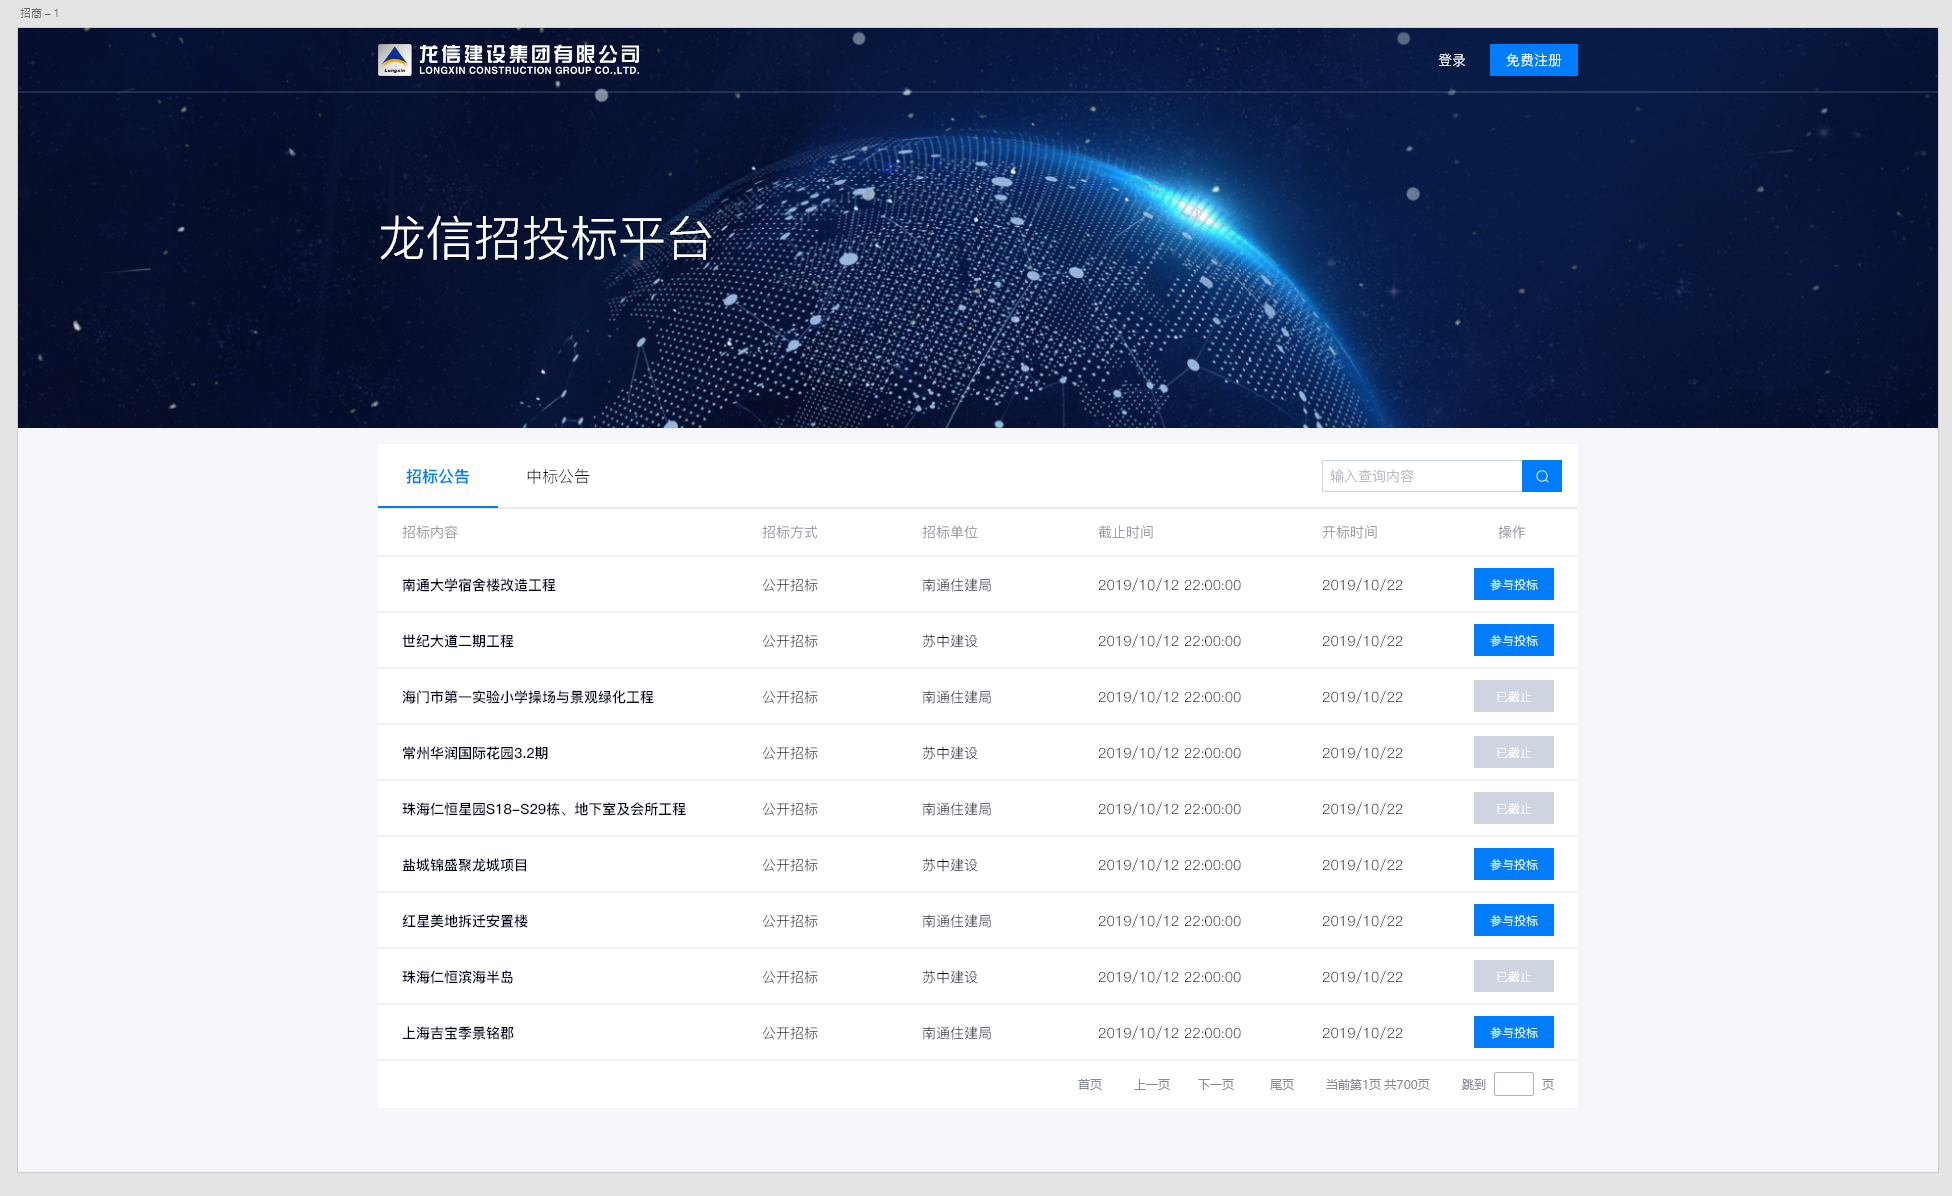 招商 – 1
龙信建设集团有限公司
LONGXIN CONSTRUCTION GROUP CO.,LTD.
Longxin
登录
免费注册
龙信招投标平台
招标公告 中标公告 输入查询内容
招标内容 招标方式 招标单位 截止时间 开标时间 操作
南通大学宿舍楼改造工程 公开招标 南通住建局 2019/10/12 22:00:00 2019/10/22 参与投标
世纪大道二期工程 公开招标 苏中建设 2019/10/12 22:00:00 2019/10/22 参与投标
海门市第一实验小学操场与景观绿化工程 公开招标 南通住建局 2019/10/12 22:00:00 2019/10/22 已截止
常州华润国际花园3.2期 公开招标 苏中建设 2019/10/12 22:00:00 2019/10/22 已截止
珠海仁恒星园S18-S29栋、地下室及会所工程 公开招标 南通住建局 2019/10/12 22:00:00 2019/10/22 已截止
盐城锦盛聚龙城项目 公开招标 苏中建设 2019/10/12 22:00:00 2019/10/22 参与投标
红星美地拆迁安置楼 公开招标 南通住建局 2019/10/12 22:00:00 2019/10/22 参与投标
珠海仁恒滨海半岛 公开招标 苏中建设 2019/10/12 22:00:00 2019/10/22 已截止
上海吉宝季景铭郡 公开招标 南通住建局 2019/10/12 22:00:00 2019/10/22 参与投标
首页 上一页 下一页 尾页 当前第1页 共700页 跳到 页